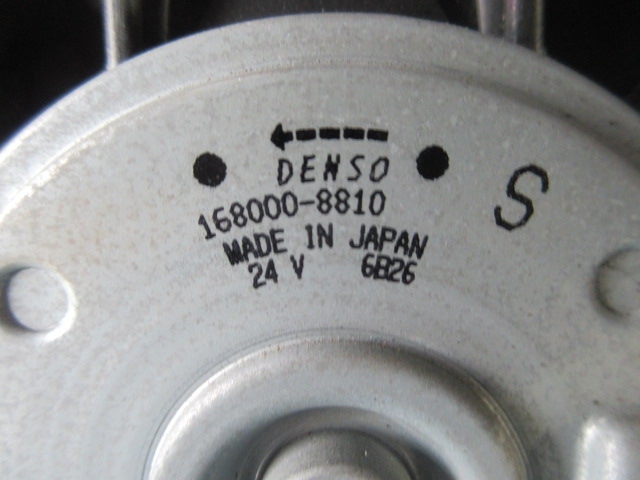 DENSO
S
168000-8810
MADE IN JAPAN
24 V 6B26